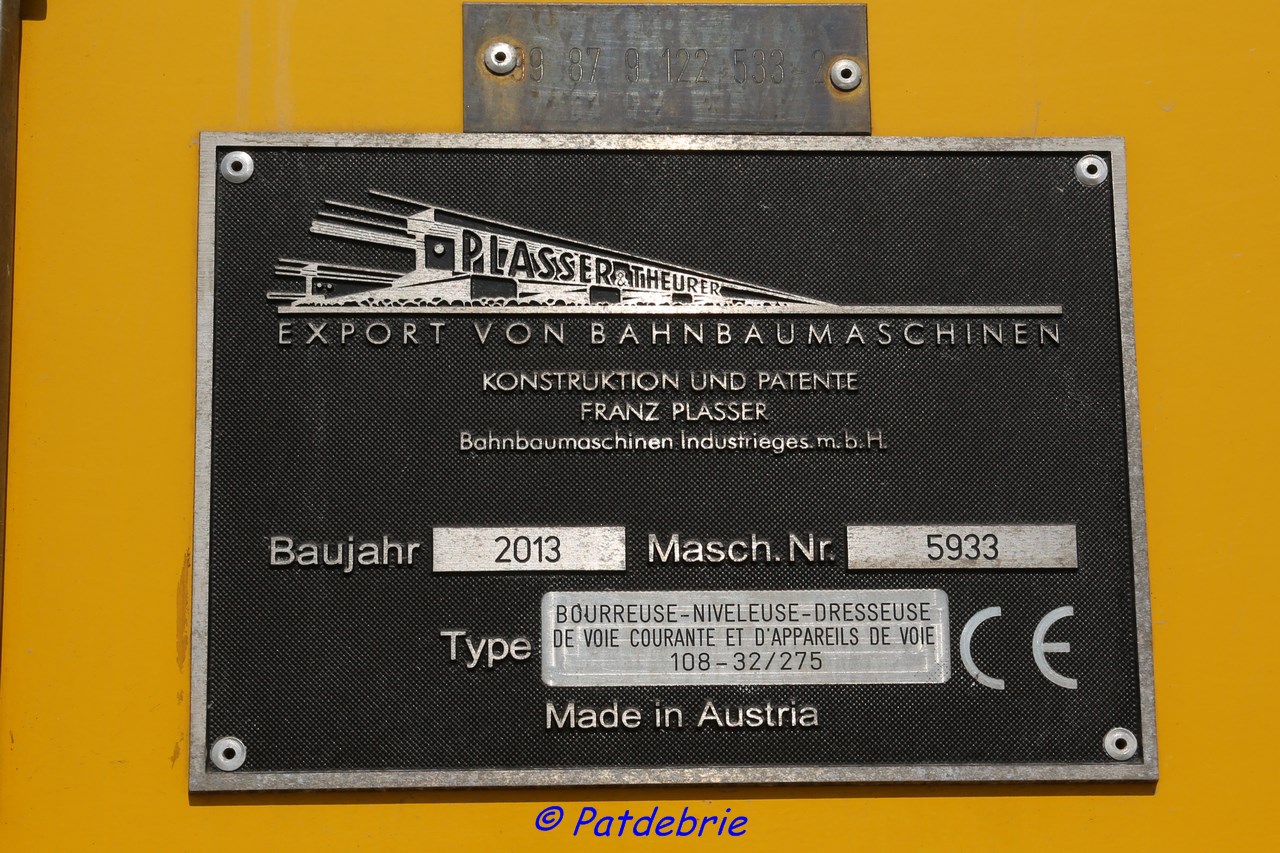 99 87 9 122 533 2
PLASSER & THEURER
EXPORT VON BAHNBAUMASCHINEN
KONSTRUKTION UND PATENTE
FRANZ PLASSER
Bahnbaumaschinen Industrieges.m.b.H.
Baujahr 2013 Masch.Nr. 5933
BOURREUSE-NIVELEUSE-DRESSEUSE
DE VOIE COURANTE ET D'APPAREILS DE VOIE
Type 108-32/275 CE
Made in Austria
© Patdebrie